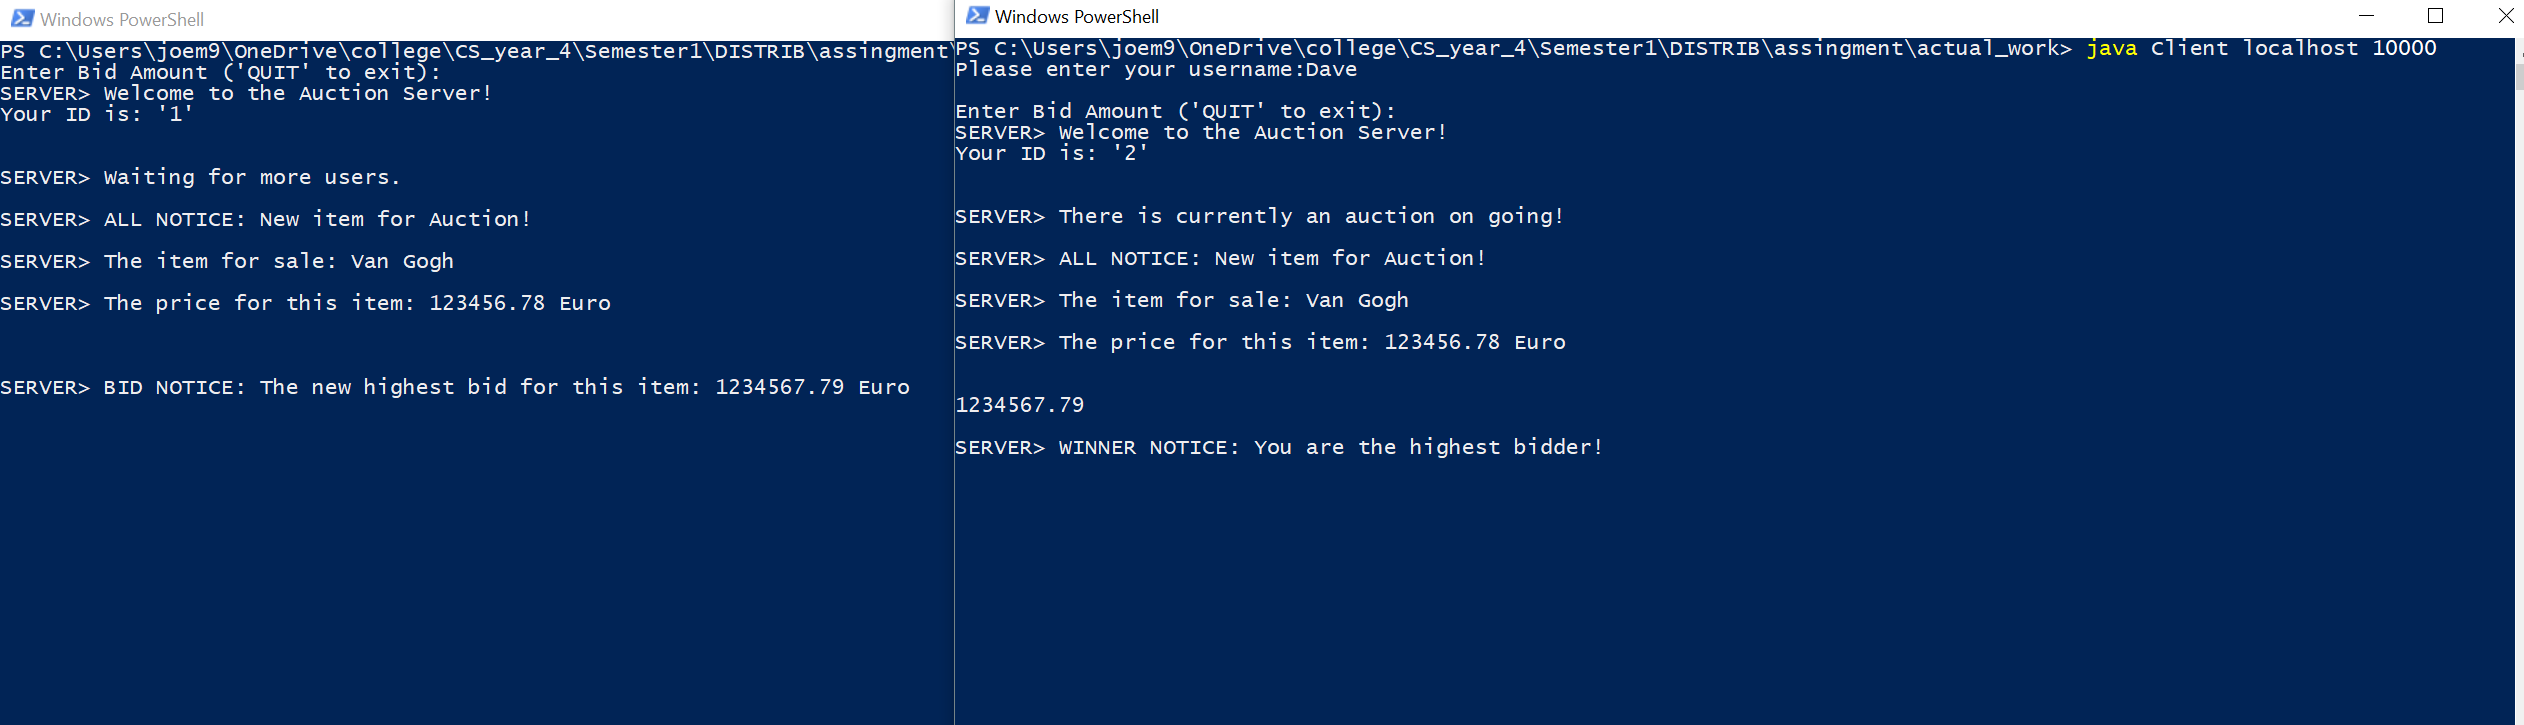 Windows PowerShell
PS C:\Users\joem9\OneDrive\college\CS_year_4\Semester1\DISTRIB\assingment\
Enter Bid Amount ('QUIT' to exit):
SERVER> Welcome to the Auction Server!
Your ID is: '1'
SERVER> Waiting for more users.
SERVER> ALL NOTICE: New item for Auction!
SERVER> The item for sale: Van Gogh
SERVER> The price for this item: 123456.78 Euro
SERVER> BID NOTICE: The new highest bid for this item: 1234567.79 Euro
Windows PowerShell
PS C:\Users\joem9\OneDrive\college\CS_year_4\Semester1\DISTRIB\assingment\actual_work> java Client localhost 10000
Please enter your username:Dave
Enter Bid Amount ('QUIT' to exit):
SERVER> Welcome to the Auction Server!
Your ID is: '2'
SERVER> There is currently an auction on going!
SERVER> ALL NOTICE: New item for Auction!
SERVER> The item for sale: Van Gogh
SERVER> The price for this item: 123456.78 Euro
1234567.79
SERVER> WINNER NOTICE: You are the highest bidder!